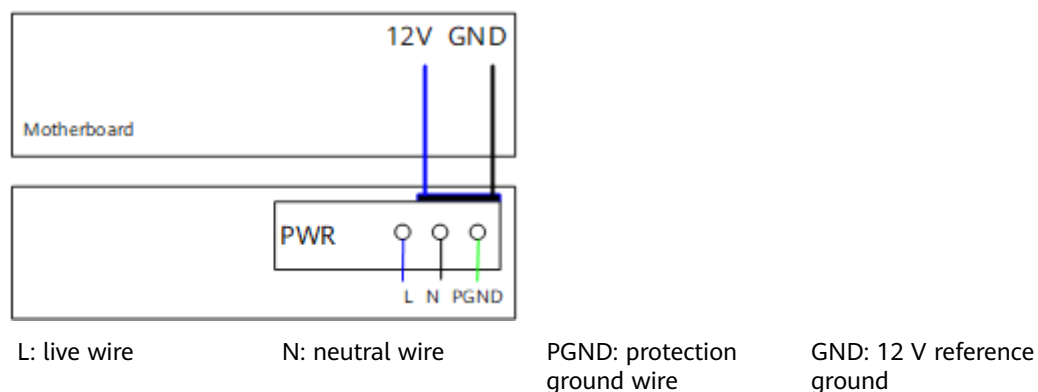 12V GND
Motherboard
PWR
L N PGND
L: live wire
N: neutral wire
PGND: protection
ground wire
GND: 12 V reference
ground